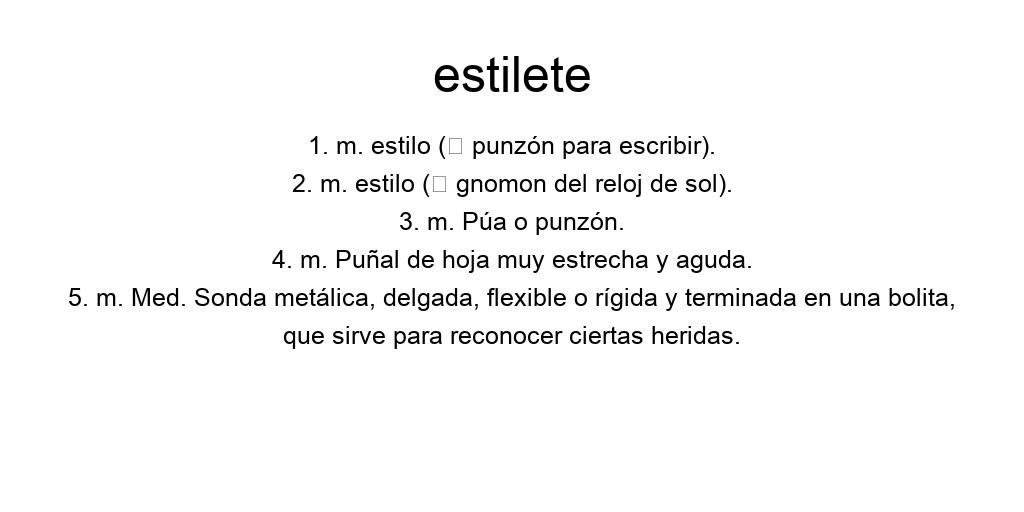 estilete
1. m. estilo (□ punzón para escribir).
2. m. estilo (□ gnomon del reloj de sol).
3. m. Púa o punzón.
4. m. Puñal de hoja muy estrecha y aguda.
5. m. Med. Sonda metálica, delgada, flexible o rígida y terminada en una bolita,
que sirve para reconocer ciertas heridas.